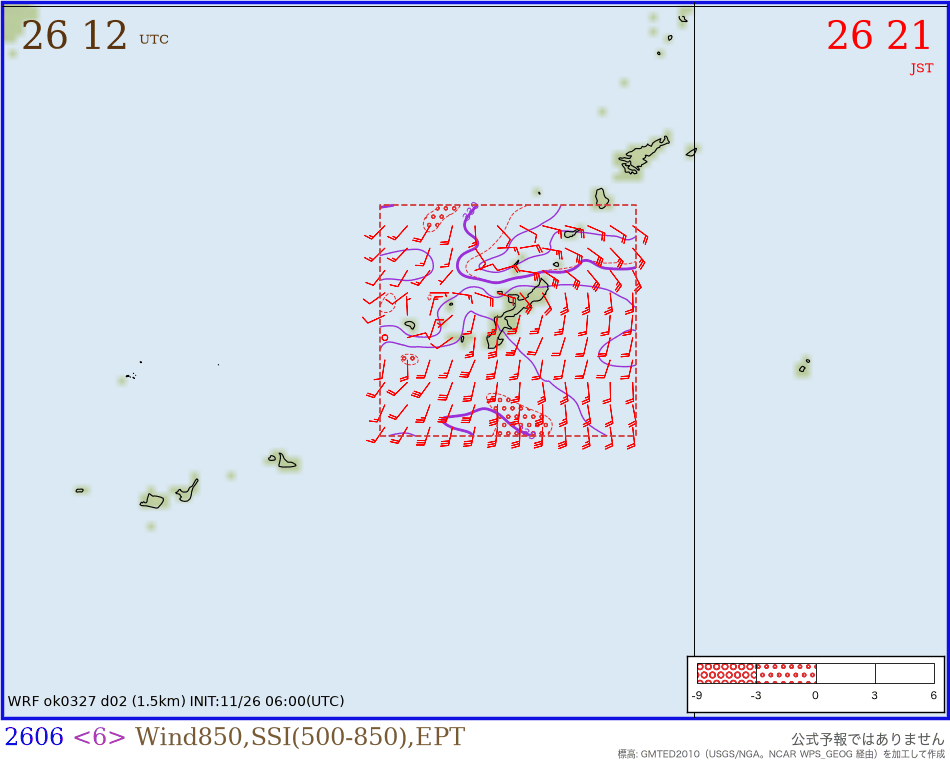 26 12 UTC
26 21
JST
-9 -3 0 3 6
WRF ok0327 d02 (1.5km) INIT:11/26 06:00(UTC)
2606 <6> Wind850,SSI(500-850),EPT
公式予報ではありません
標高: GMTED2010（USGS/NGA。NCAR WPS_GEOG 経由）を加工して作成